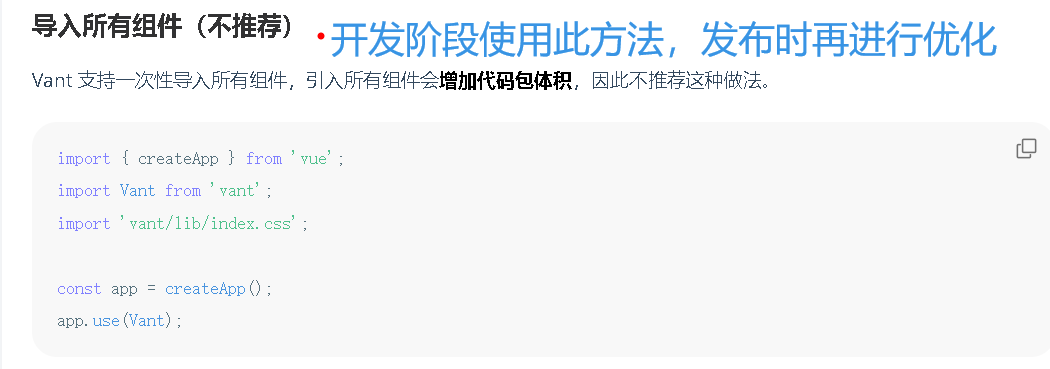 导入所有组件（不推荐）
•开发阶段使用此方法，发布时再进行优化
Vant 支持一次性导入所有组件，引入所有组件会增加代码包体积，因此不推荐这种做法。
import { createApp } from 'vue';
import Vant from 'vant';
import 'vant/lib/index.css';
const app = createApp();
app.use(Vant);